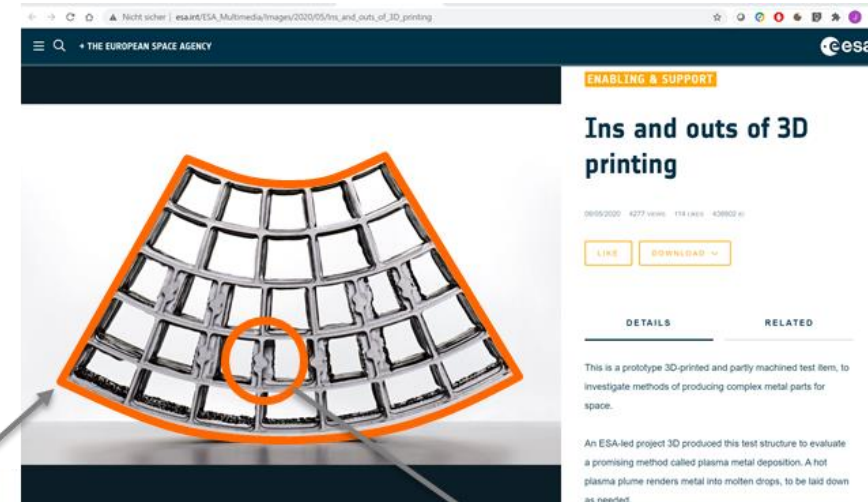 Nicht sicher | esa.int/ESA_Multimedia/Images/2020/05/Ins_and_outs_of_3D_printing
→ THE EUROPEAN SPACE AGENCY
esa
ENABLING & SUPPORT
Ins and outs of 3D
printing
4277 VIEWS 114 LIKES
LIKE
DOWNLOAD
DETAILS
RELATED
This is a prototype 3D-printed and partly machined test item, to
investigate methods of producing complex metal parts for
space.
An ESA-led project 3D produced this test structure to evaluate
a promising method called plasma metal deposition. A hot
plasma plume renders metal into molten drops, to be laid down
as needed